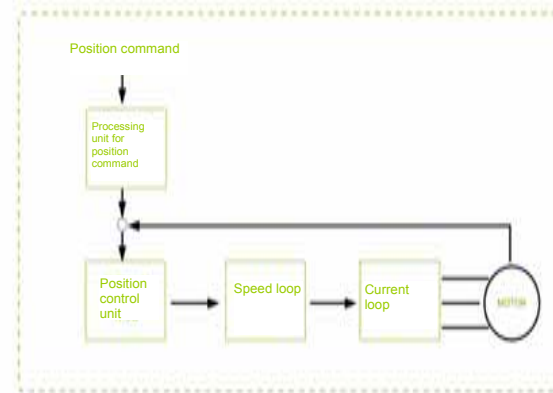 Position command
Processing
unit for
position
command
Position
control
unit
Speed loop
Current
loop
MOTOR